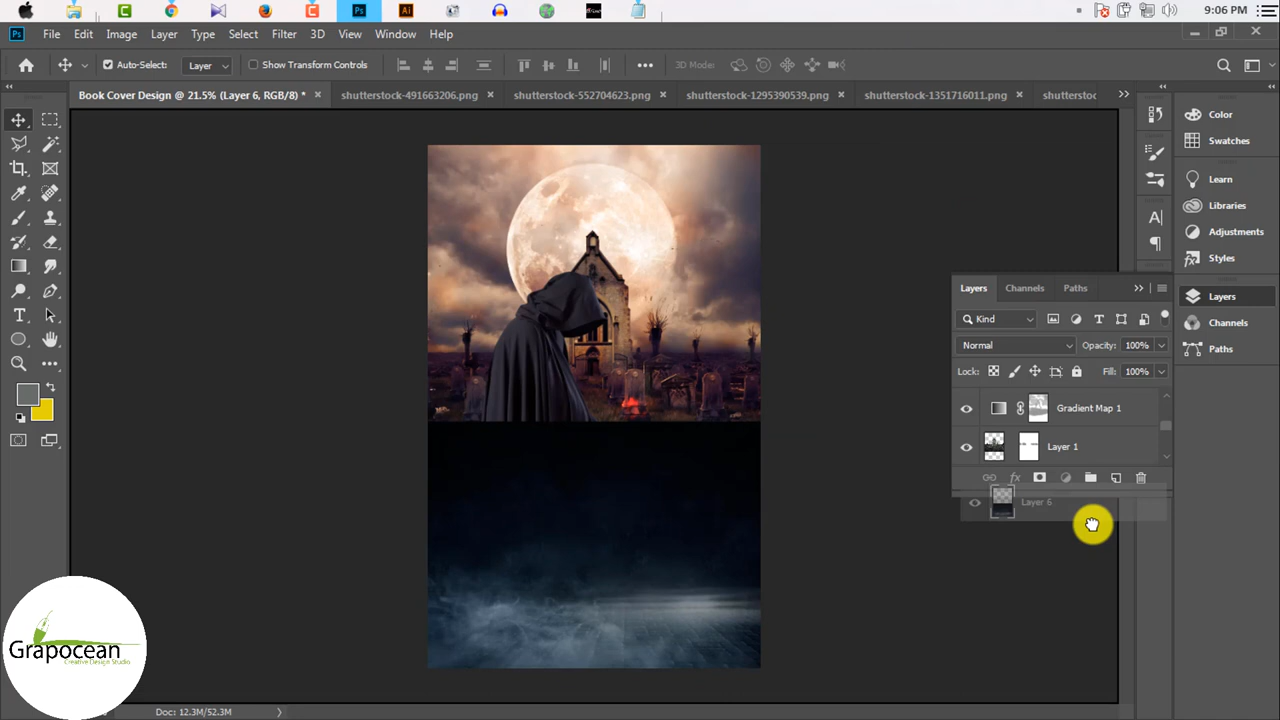 9:06 PM
Ps File Edit Image Layer Type Select Filter 3D View Window Help
Auto-Select: Layer Show Transform Controls 3D Mode:
Book Cover Design @ 21.5% (Layer 6, RGB/8) * × shutterstock-491663206.png × shutterstock-552704623.png × shutterstock-1295390539.png × shutterstock-1351716011.png × shuttersto
Color
Swatches
Learn
Libraries
Adjustments
Styles
Layers
Channels
Paths
Layers Channels Paths
Kind
Normal Opacity: 100%
Lock: Fill: 100%
Gradient Map 1
Layer 1
Layer 6
Grapocean
Creative Design Studio
Doc: 12.3M/52.3M